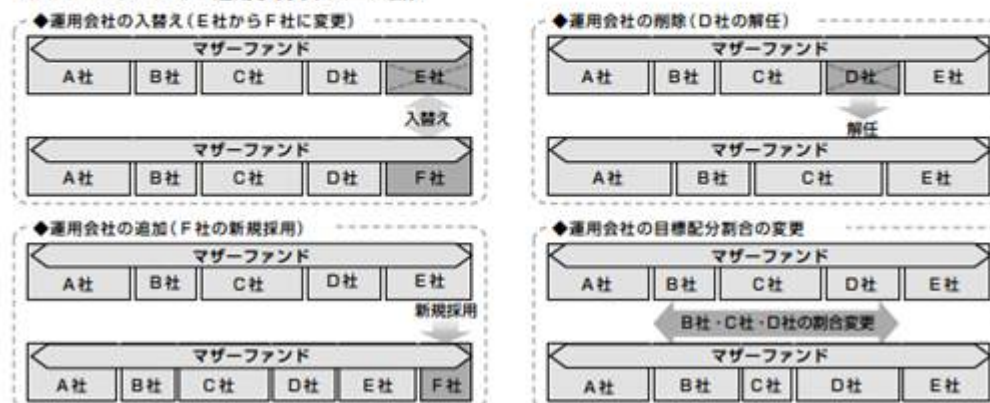 ◆運用会社の入替え(E社からF社に変更)
マザーファンド
A社 B社 C社 D社 E社
入替え
マザーファンド
A社 B社 C社 D社 F社
◆運用会社の削除(D社の解任)
マザーファンド
A社 B社 C社 D社 E社
解任
マザーファンド
A社 B社 C社 E社
◆運用会社の追加(F社の新規採用)
マザーファンド
A社 B社 C社 D社 E社
新規採用
マザーファンド
A社 B社 C社 D社 E社 F社
◆運用会社の目標配分割合の変更
マザーファンド
A社 B社 C社 D社 E社
B社・C社・D社の割合変更
マザーファンド
A社 B社 C社 D社 E社